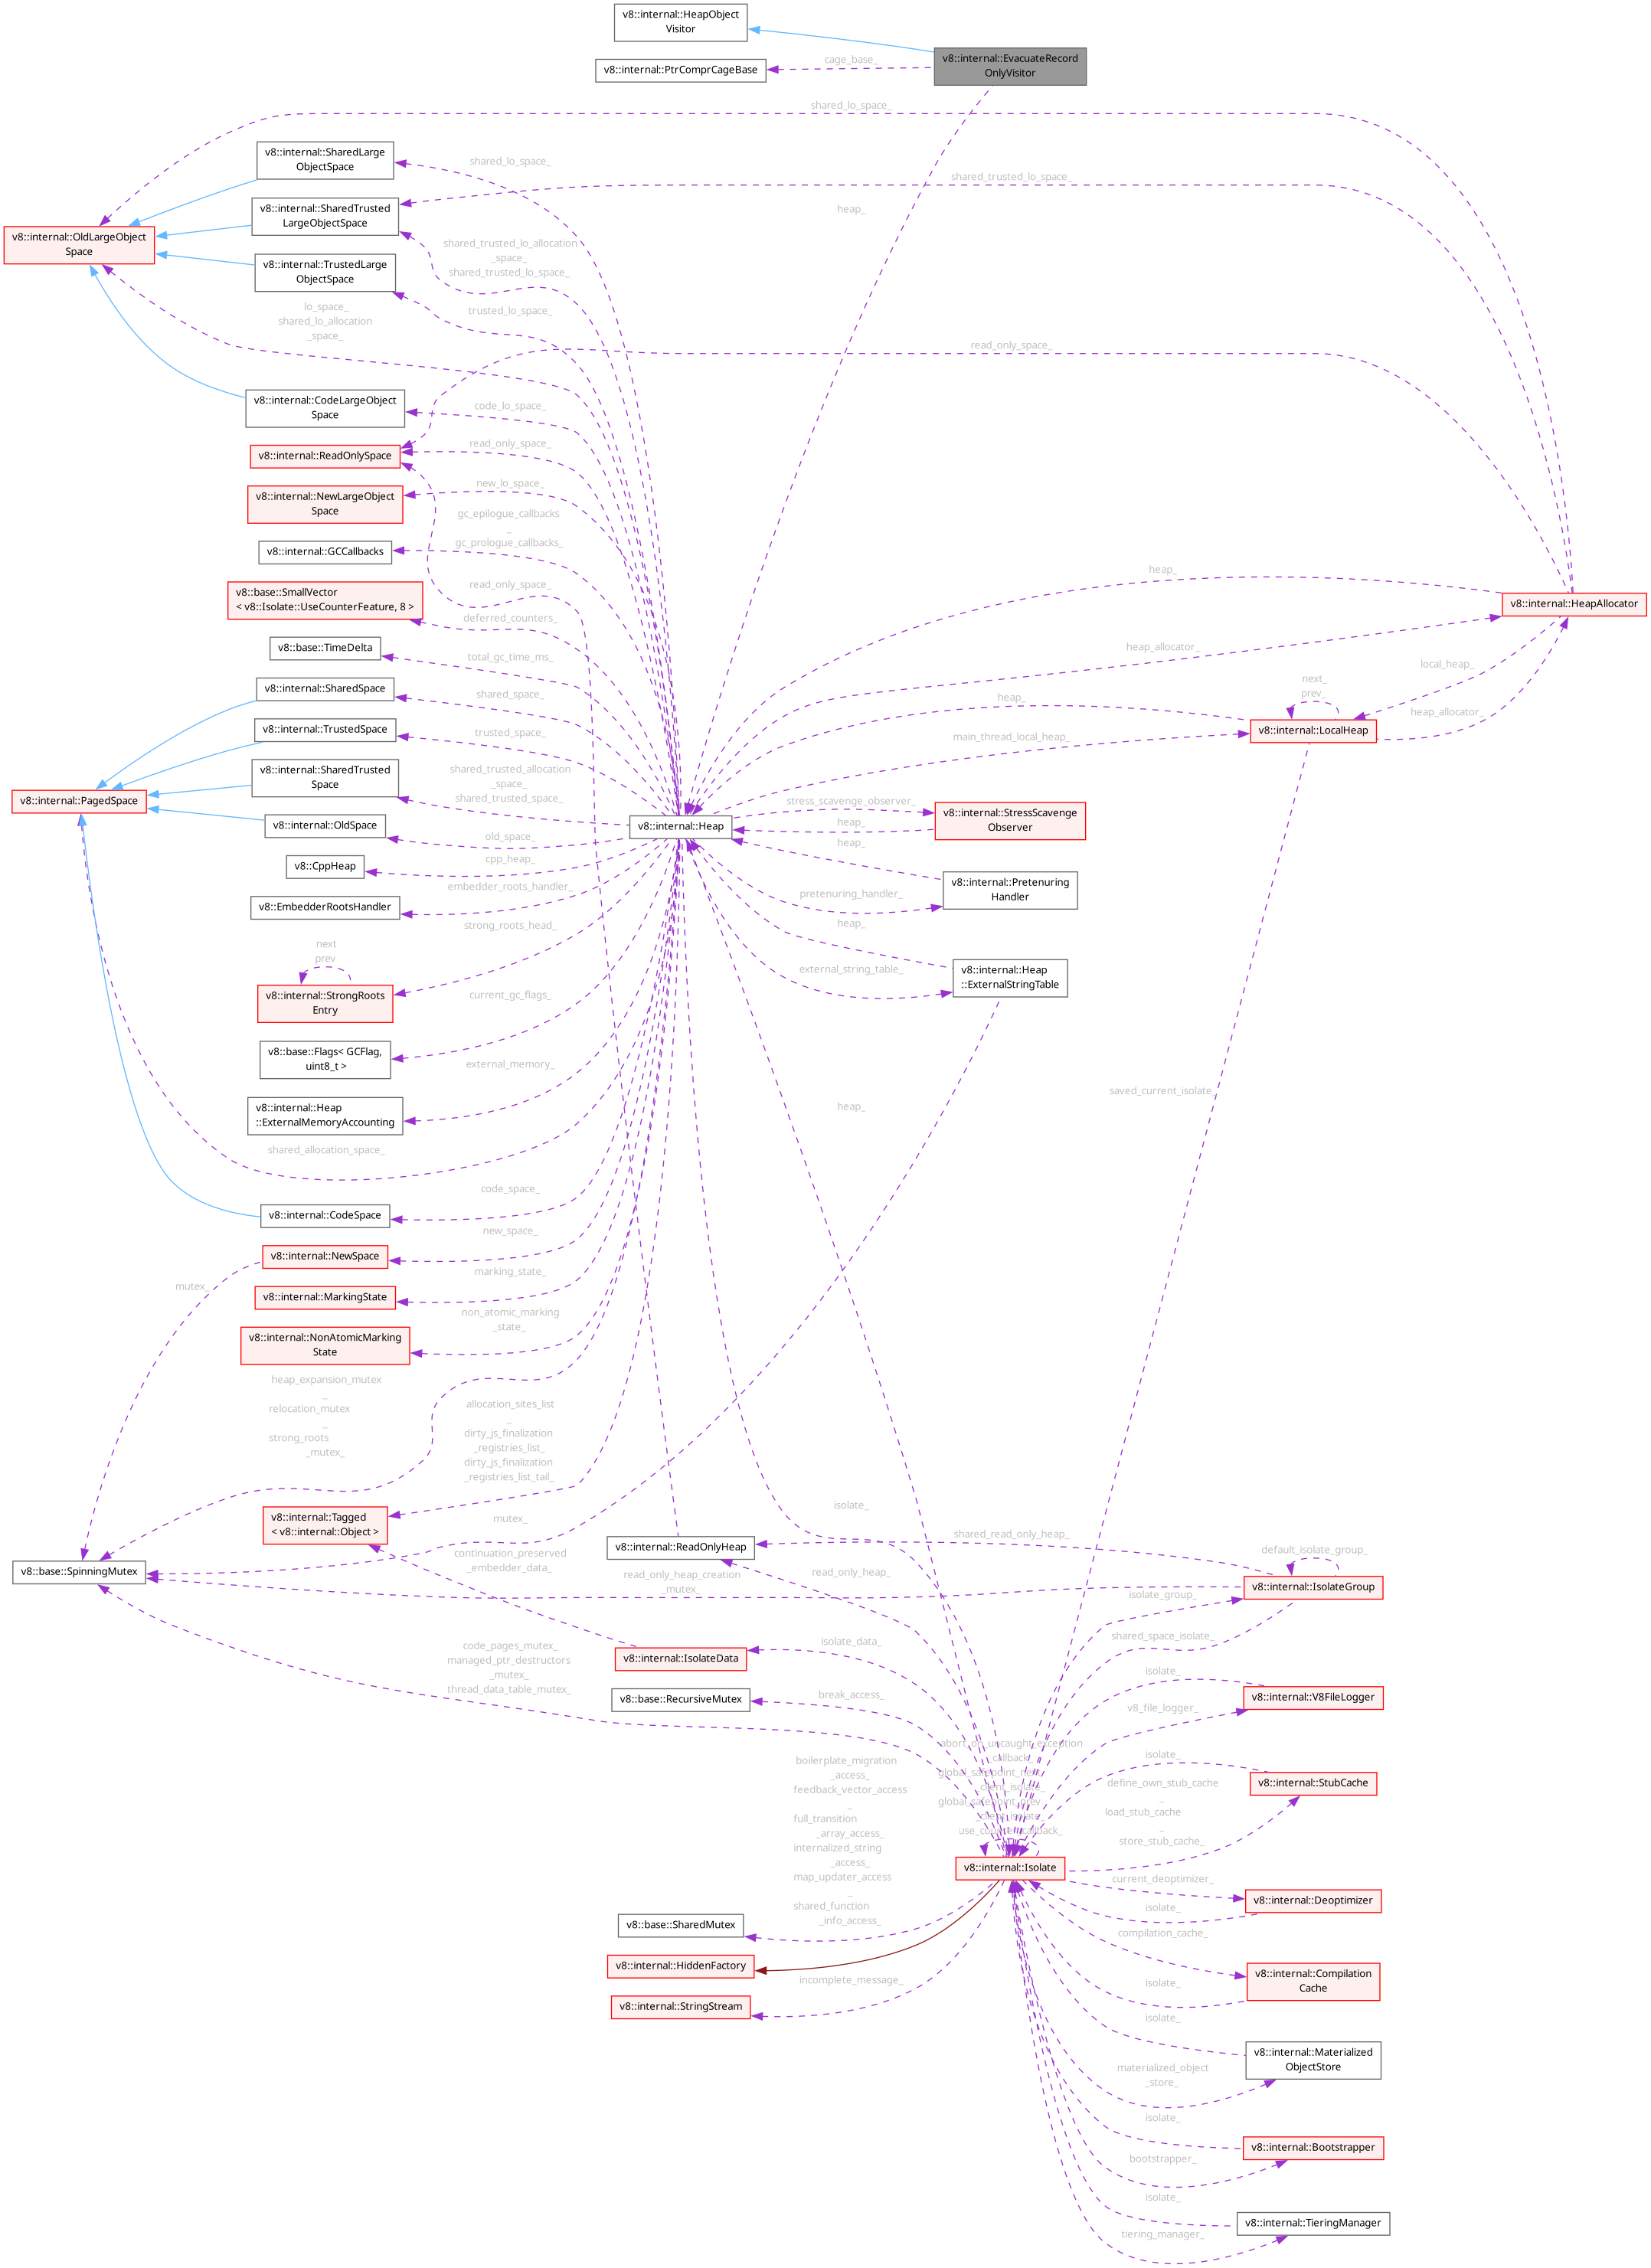 v8::internal::HeapObject
Visitor
v8::internal::EvacuateRecord
OnlyVisitor
v8::internal::PtrComprCageBase
cage_base_
shared_lo_space_
v8::internal::SharedLarge
ObjectSpace
shared_lo_space_
shared_trusted_lo_space_
v8::internal::SharedTrusted
LargeObjectSpace
heap_
v8::internal::OldLargeObject
Space
shared_trusted_lo_allocation
_space_
shared_trusted_lo_space_
v8::internal::TrustedLarge
ObjectSpace
lo_space_
shared_lo_allocation
_space_
trusted_lo_space_
read_only_space_
v8::internal::CodeLargeObject
Space
code_lo_space_
v8::internal::ReadOnlySpace
read_only_space_
v8::internal::NewLargeObject
Space
new_lo_space_
gc_epilogue_callbacks
_
gc_prologue_callbacks_
v8::internal::GCCallbacks
v8::base::SmallVector
< v8::Isolate::UseCounterFeature, 8 >
read_only_space_
deferred_counters_
heap_
v8::internal::HeapAllocator
v8::base::TimeDelta
total_gc_time_ms_
heap_allocator_
local_heap_
v8::internal::SharedSpace
shared_space_
heap_
next_
prev_
heap_allocator_
v8::internal::TrustedSpace
trusted_space_
main_thread_local_heap_
v8::internal::LocalHeap
v8::internal::SharedTrusted
Space
shared_trusted_allocation
_space_
shared_trusted_space_
v8::internal::PagedSpace
stress_scavenge_observer_
v8::internal::StressScavenge
Observer
heap_
v8::internal::OldSpace
old_space_
v8::internal::Heap
heap_
v8::CppHeap
cpp_heap_
v8::internal::Pretenuring
Handler
pretenuring_handler_
v8::EmbedderRootsHandler
embedder_roots_handler_
strong_roots_head_
heap_
next
prev
v8::internal::StrongRoots
Entry
external_string_table_
v8::internal::Heap
::ExternalStringTable
current_gc_flags_
v8::base::Flags< GCFlag,
uint8_t >
external_memory_
v8::internal::Heap
::ExternalMemoryAccounting
heap_
saved_current_isolate_
shared_allocation_space_
code_space_
v8::internal::CodeSpace
new_space_
v8::internal::NewSpace
mutex_
marking_state_
v8::internal::MarkingState
non_atomic_marking
_state_
v8::internal::NonAtomicMarking
State
heap_expansion_mutex
_
relocation_mutex
_
strong_roots
_mutex_
allocation_sites_list
_
dirty_js_finalization
_registries_list_
dirty_js_finalization
_registries_list_tail_
v8::internal::Tagged
< v8::internal::Object >
mutex_
isolate_
v8::internal::ReadOnlyHeap
shared_read_only_heap_
default_isolate_group_
v8::base::SpinningMutex
continuation_preserved
_embedder_data_
read_only_heap_creation
_mutex_
read_only_heap_
v8::internal::IsolateGroup
isolate_group_
code_pages_mutex_
managed_ptr_destructors
_mutex_
thread_data_table_mutex_
v8::internal::IsolateData
isolate_data_
shared_space_isolate_
v8::base::RecursiveMutex
break_access_
isolate_
v8_file_logger_
v8::internal::V8FileLogger
abort_on_uncaught_exception
_callback_
global_safepoint_next
_client_isolate_
global_safepoint_prev
_client_isolate_
use_counter_callback_
boilerplate_migration
_access_
feedback_vector_access
_
full_transition
_array_access_
internalized_string
_access_
map_updater_access
_
shared_function
_info_access_
isolate_
v8::internal::StubCache
define_own_stub_cache
_
load_stub_cache
_
store_stub_cache_
v8::internal::Isolate
current_deoptimizer_
v8::internal::Deoptimizer
isolate_
v8::base::SharedMutex
compilation_cache_
v8::internal::HiddenFactory
incomplete_message_
v8::internal::Compilation
Cache
isolate_
v8::internal::StringStream
isolate_
v8::internal::Materialized
ObjectStore
materialized_object
_store_
isolate_
v8::internal::Bootstrapper
bootstrapper_
isolate_
v8::internal::TieringManager
tiering_manager_